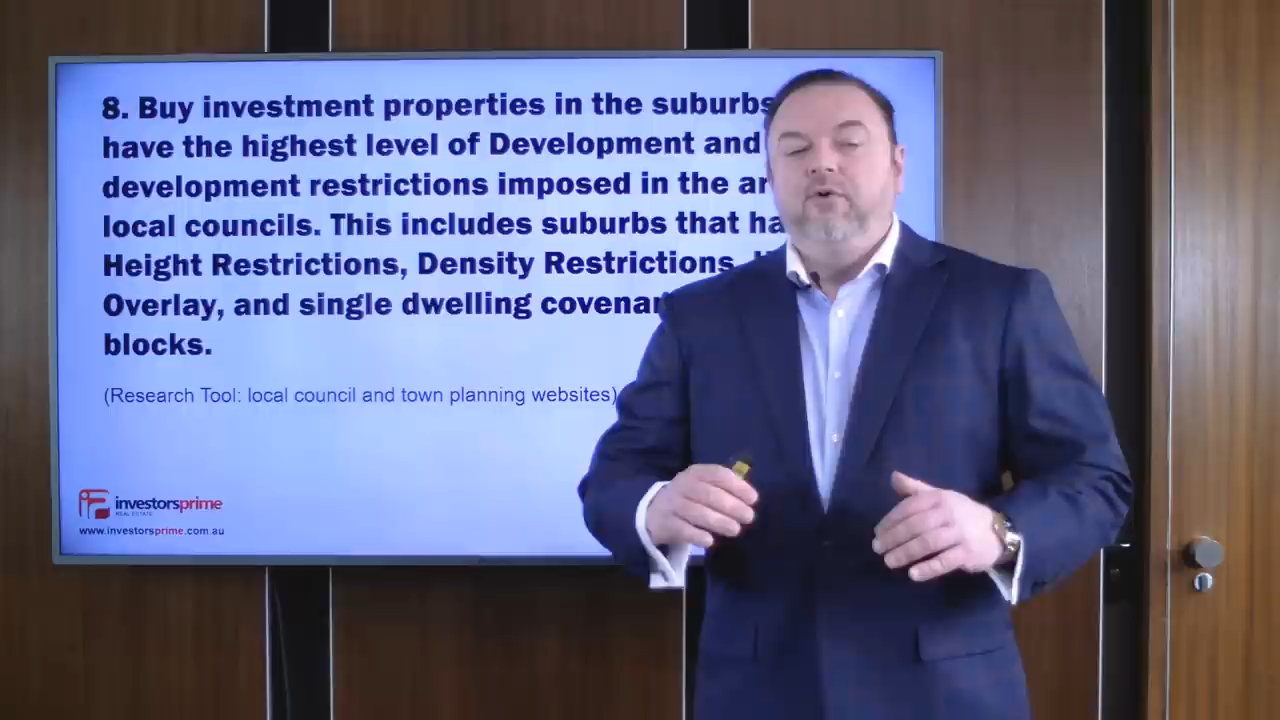 8. Buy investment properties in the suburbs
have the highest level of Development and
development restrictions imposed in the
local councils. This includes suburbs that
Height Restrictions, Density Restrictions,
Overlay, and single dwelling
blocks.
(Research Tool: local council and town planning websites)
investorsprime
REAL ESTATE
www.investorsprime.com.au